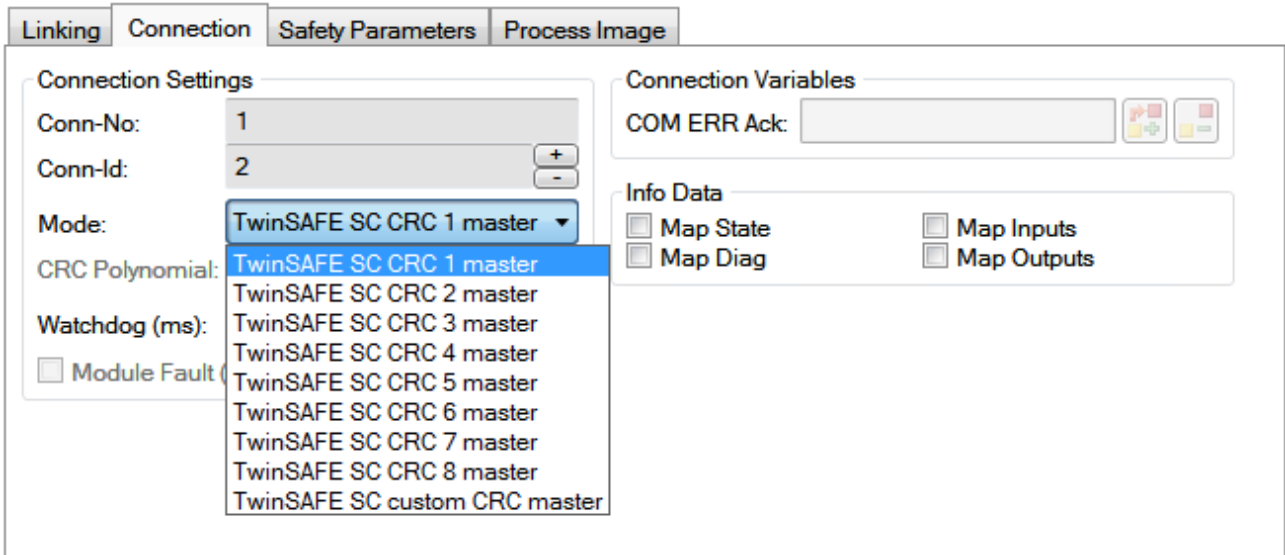 Linking Connection Safety Parameters Process Image
Connection Settings
Conn-No: 1
Conn-Id: 2
+
-
Mode: TwinSAFE SC CRC 1 master
CRC Polynomial:
Watchdog (ms):
Module Fault (
TwinSAFE SC CRC 1 master
TwinSAFE SC CRC 2 master
TwinSAFE SC CRC 3 master
TwinSAFE SC CRC 4 master
TwinSAFE SC CRC 5 master
TwinSAFE SC CRC 6 master
TwinSAFE SC CRC 7 master
TwinSAFE SC CRC 8 master
TwinSAFE SC custom CRC master
Connection Variables
COM ERR Ack:
Info Data
Map State Map Inputs
Map Diag Map Outputs